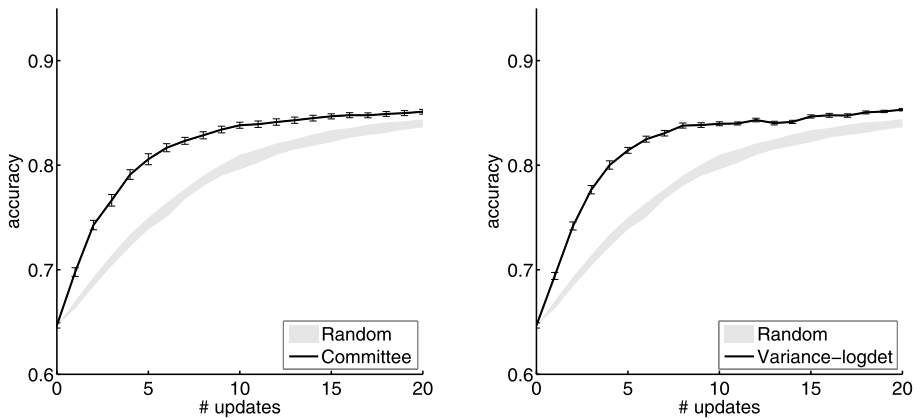 accuracy
0.9
0.8
0.7
0.6
0
5
10
15
20
# updates
Random
Committee
accuracy
0.9
0.8
0.7
0.6
0
5
10
15
20
# updates
Random
Variance-logdet